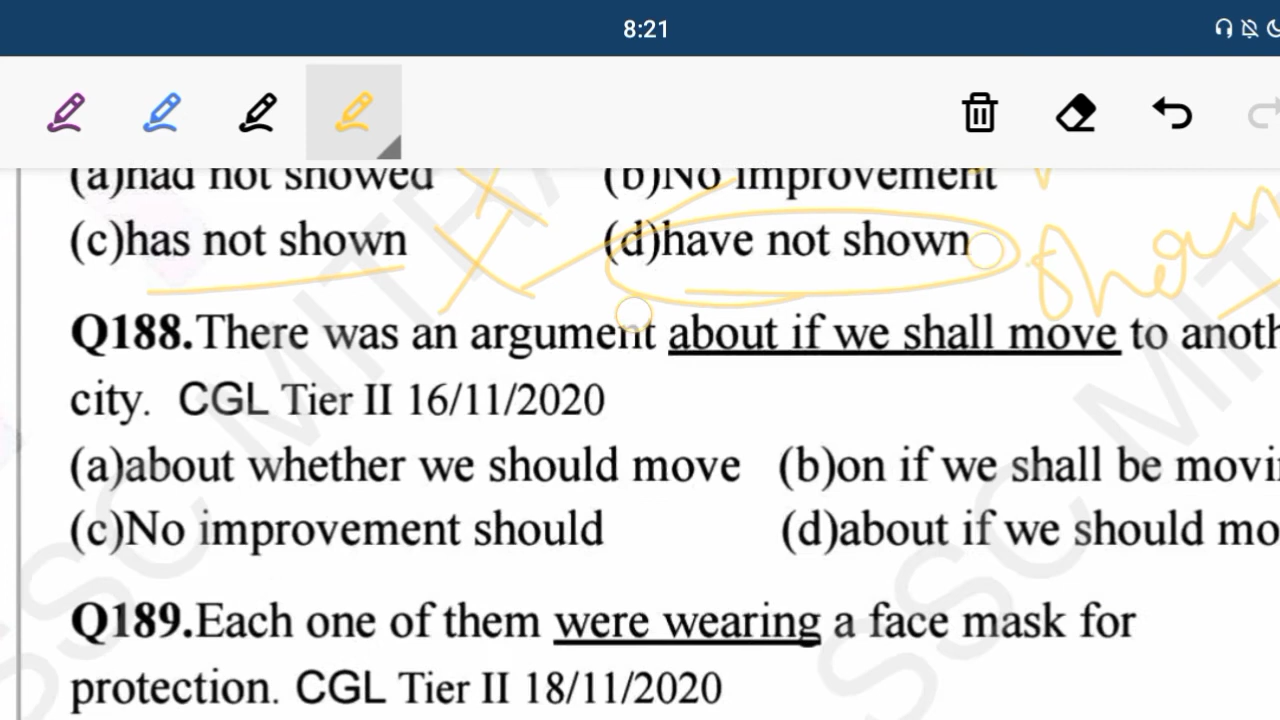 8:21
(a)had not showed (b)No improvement
(c)has not shown (d)have not shown
Q188.There was an argument about if we shall move to anoth
city. CGL Tier II 16/11/2020
(a)about whether we should move (b)on if we shall be movi
(c)No improvement should (d)about if we should mo
Q189.Each one of them were wearing a face mask for
protection. CGL Tier II 18/11/2020